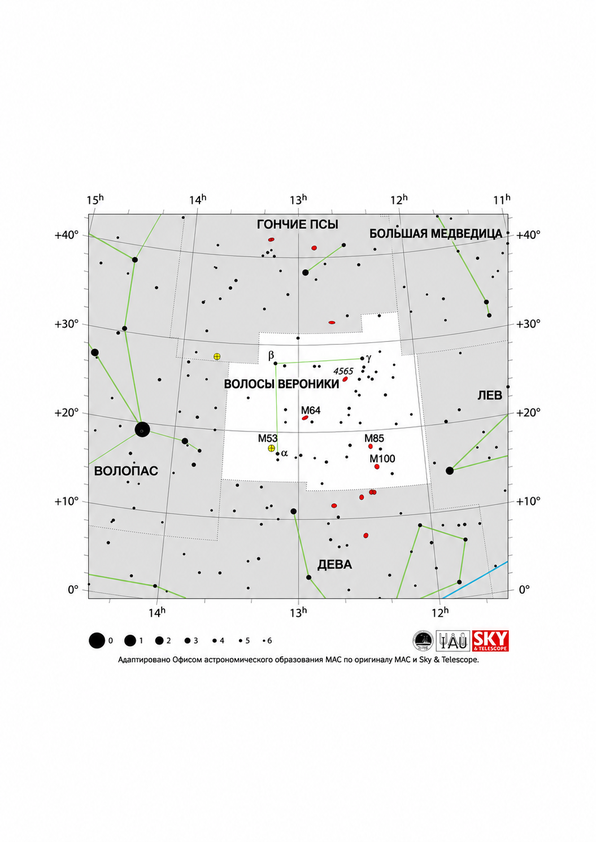 15h 14h 13h 12h 11h
ГОНЧИЕ ПСЫ
БОЛЬШАЯ МЕДВЕДИЦА
+40° +40°
+30° +30°
β γ
4565
ВОЛОСЫ ВЕРОНИКИ
ЛЕВ
+20° +20°
M64
M53 M85
α
M100
ВОЛОПАС
+10° +10°
ДЕВА
0° 0°
14h 13h 12h
0 1 2 3 4 5 6
IAU
SKY
& TELESCOPE
Адаптировано Офисом астрономического образования МАС по оригиналу МАС и Sky & Telescope.